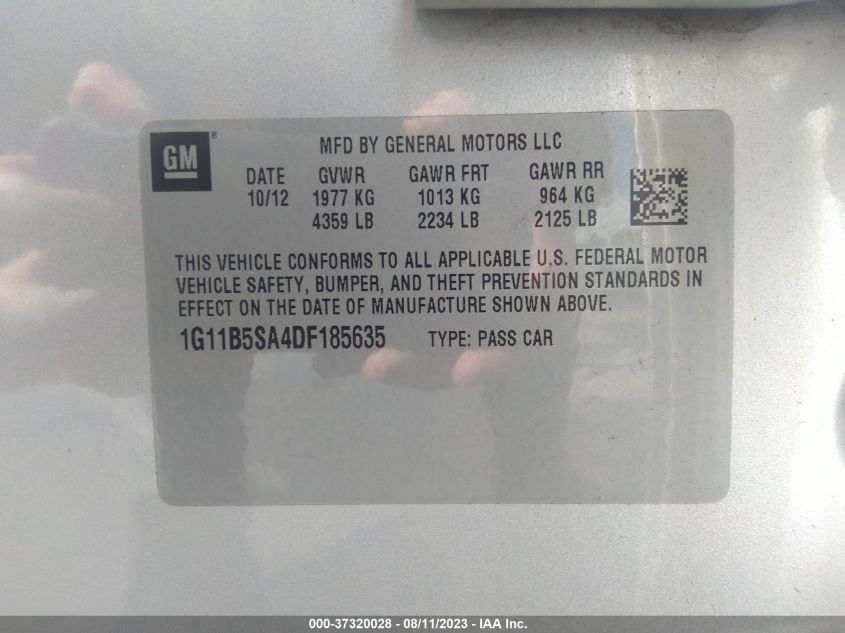 GM®
MFD BY GENERAL MOTORS LLC
DATE GVWR GAWR FRT GAWR RR
10/12 1977 KG 1013 KG 964 KG
4359 LB 2234 LB 2125 LB
THIS VEHICLE CONFORMS TO ALL APPLICABLE U.S. FEDERAL MOTOR
VEHICLE SAFETY, BUMPER, AND THEFT PREVENTION STANDARDS IN
EFFECT ON THE DATE OF MANUFACTURE SHOWN ABOVE.
1G11B5SA4DF185635 TYPE: PASS CAR
000-37320028 - 08/11/2023 - IAA Inc.